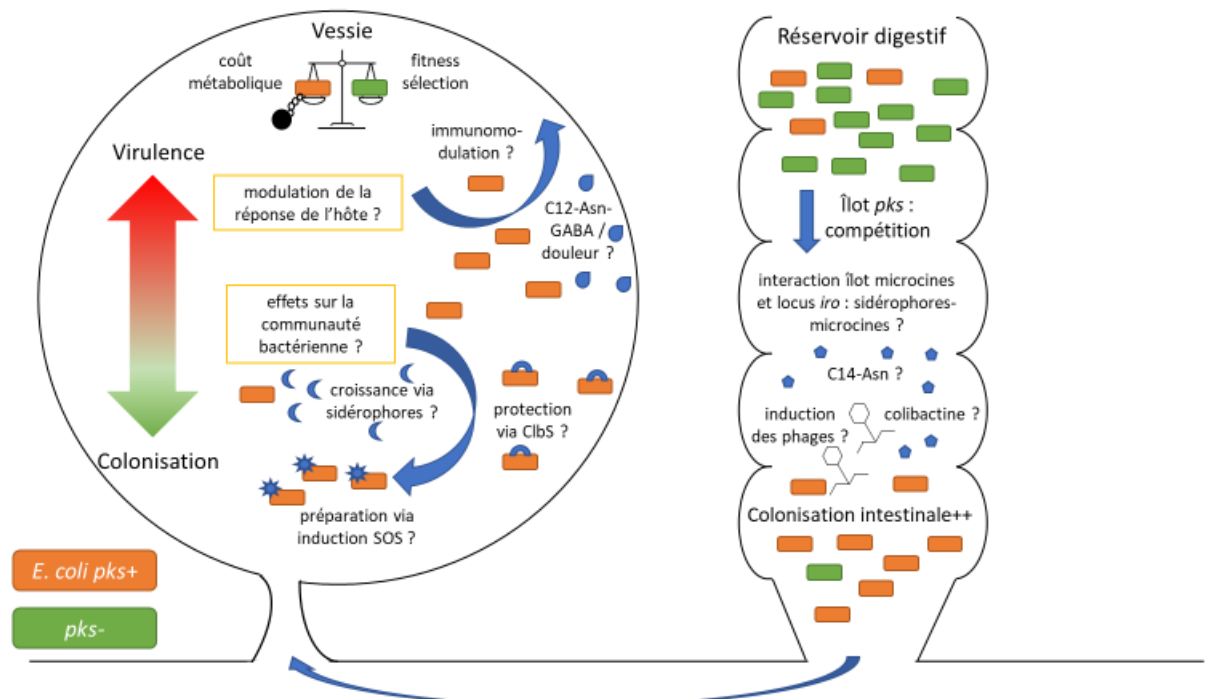 Vessie
coût
métabolique
fitness
sélection
Virulence
immunomo-
dulation ?
modulation de la
réponse de l'hôte ?
C12-Asn-
GABA /
douleur ?
effets sur la
communauté
bactérienne ?
croissance via
sidérophores ?
protection
via ClbS ?
Colonisation
préparation via
induction SOS ?
E. coli pks+
pks-
Réservoir digestif
Îlot pks :
compétition
interaction îlot microcines
et locus iro : sidérophores-
microcines ?
C14-Asn ?
induction
des phages ?
colibactine ?
Colonisation intestinale++